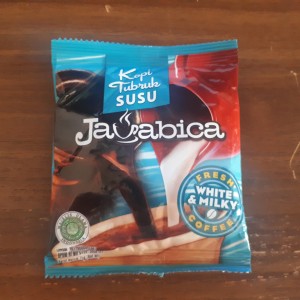 Kopi
Tubruk
SUSU
Javabica
FRESH
WHITE
& MILKY
COFFEE